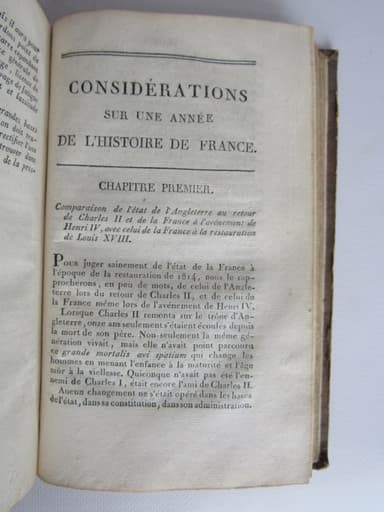 CONSIDÉRATIONS
SUR UNE ANNÉE
DE L'HISTOIRE DE FRANCE.
CHAPITRE PREMIER.
Comparaison de l'état de l'Angleterre au retour
de Charles II et de la France à l'avénement de
Henri IV, avec celui de la France à la restauration
de Louis XVIII.
POUR juger sainement de l'état de la France à
l'époque de la restauration de 1814, nous le rap-
procherons, en peu de mots, de celui de l'Angle-
terre lors du retour de Charles II, et de celui de
la France même lors de l'avénement de Henri IV.
Lorsque Charles II remonta sur le trône d'An-
gleterre, onze ans seulement s'étaient écoulés depuis
la mort de son père. Non seulement la même
génération vivait, mais elle n'avait point parcouru
ce grande mortalis ævi spatium qui change les
hommes en menant l'enfance à la maturité et l'âge
mûr à la viellesse. Quiconque n'avait pas été l'en-
nemi de Charles I, était encore l'ami de Charles II.
Aucun changement ne s'était opéré dans les bases
de l'état, dans sa constitution, dans son administration.